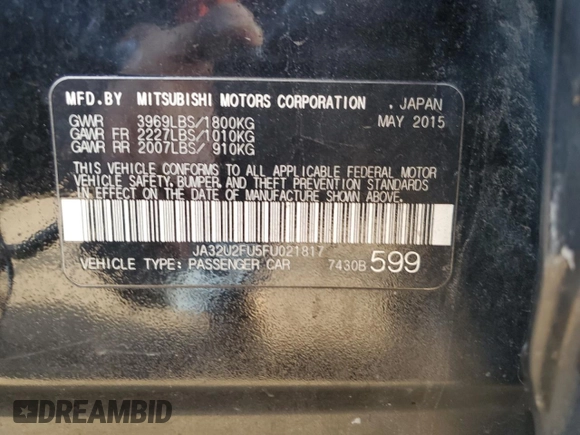 MFD.BY MITSUBISHI MOTORS CORPORATION . JAPAN
GVWR 3969LBS/1800KG MAY 2015
GAWR FR 2227LBS/1010KG
GAWR RR 2007LBS/ 910KG
THIS VEHICLE CONFORMS TO ALL APPLICABLE FEDERAL MOTOR
VEHICLE SAFETY, BUMPER, AND THEFT PREVENTION STANDARDS
IN EFFECT ON THE DATE OF MANUFACTURE SHOWN ABOVE.
JA32U2FU5FU021817
VEHICLE TYPE: PASSENGER CAR 7430B 599
DREAMBID